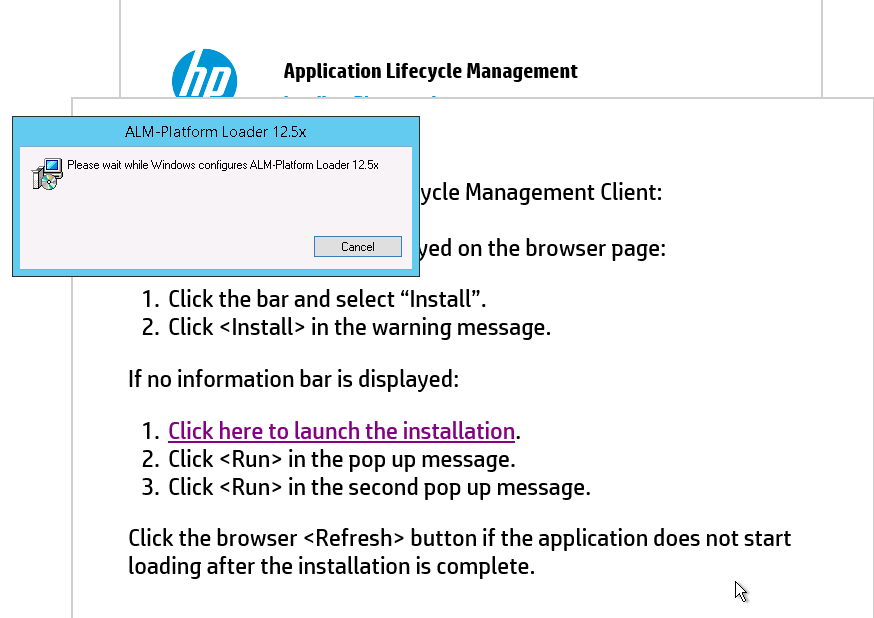 hp
Application Lifecycle Management
ALM-Platform Loader 12.5x
Please wait while Windows configures ALM-Platform Loader 12.5x
Cancel
ycle Management Client:
yed on the browser page:
1. Click the bar and select “Install”.
2. Click <Install> in the warning message.
If no information bar is displayed:
1. Click here to launch the installation.
2. Click <Run> in the pop up message.
3. Click <Run> in the second pop up message.
Click the browser <Refresh> button if the application does not start
loading after the installation is complete.